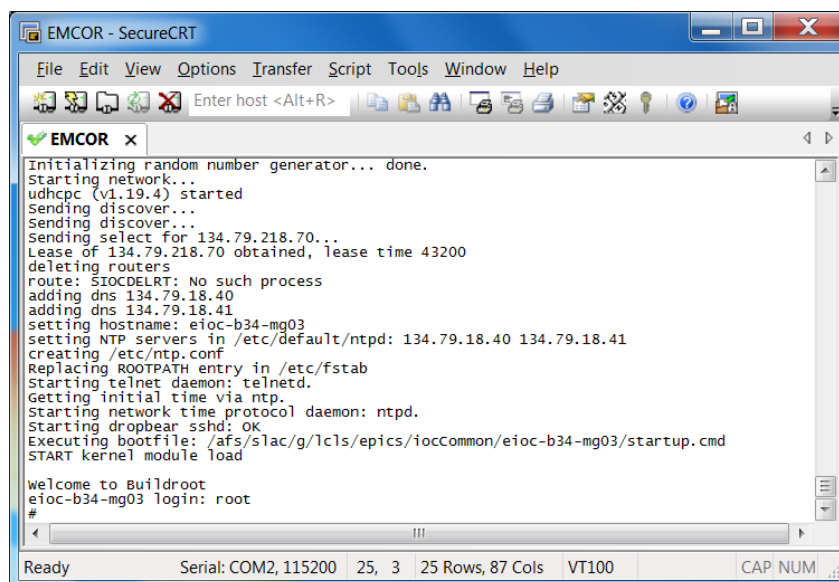 EMCOR - SecureCRT
File Edit View Options Transfer Script Tools Window Help
Enter host <Alt+R>
EMCOR
Initializing random number generator... done.
Starting network...
udhcpc (v1.19.4) started
Sending discover...
Sending discover...
Sending select for 134.79.218.70...
Lease of 134.79.218.70 obtained, lease time 43200
deleting routers
route: SIOCDELRT: No such process
adding dns 134.79.18.40
adding dns 134.79.18.41
setting hostname: eioc-b34-mg03
setting NTP servers in /etc/default/ntpd: 134.79.18.40 134.79.18.41
creating /etc/ntp.conf
Replacing ROOTPATH entry in /etc/fstab
Starting telnet daemon: telnetd.
Getting initial time via ntp.
Starting network time protocol daemon: ntpd.
Starting dropbear sshd: OK
Executing bootfile: /afs/slac/g/lcls/epics/iocCommon/eioc-b34-mg03/startup.cmd
START kernel module load
Welcome to Buildroot
eioc-b34-mg03 login: root
#
Ready Serial: COM2, 115200 25, 3 25 Rows, 87 Cols VT100 CAP NUM